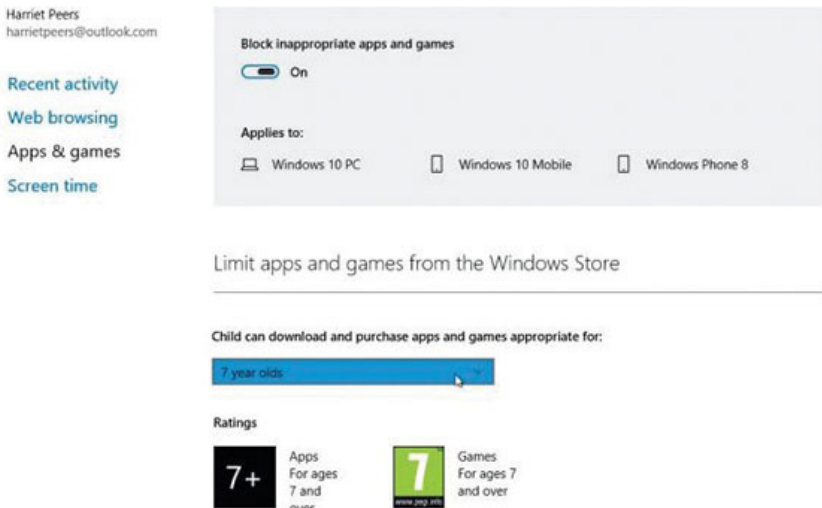 Harriet Peers
harrietpeers@outlook.com
Recent activity
Web browsing
Apps & games
Screen time
Block inappropriate apps and games
On
Applies to:
Windows 10 PC
Windows 10 Mobile
Windows Phone 8
Limit apps and games from the Windows Store
Child can download and purchase apps and games appropriate for:
7 year olds
Ratings
7+
Apps
For ages
7 and
over
7
www.pegi.info
Games
For ages 7
and over